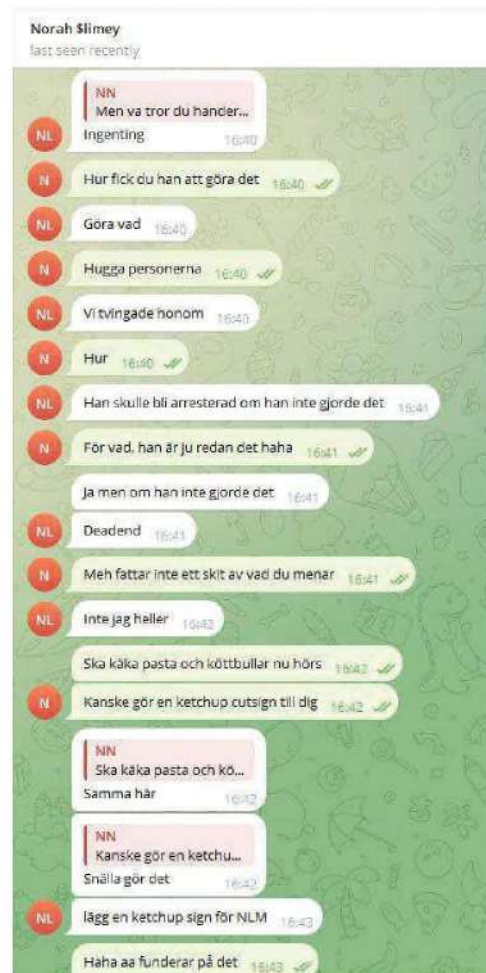 Norah $limey
last seen recently
NN
Men va tror du hander...
NL
Ingenting 16:40
N
Hur fick du han att göra det 16:40
NL
Göra vad 16:40
N
Hugga personerna 16:40
NL
Vi tvingade honom 16:40
N
Hur 16:40
NL
Han skulle bli arresterad om han inte gjorde det 16:41
N
För vad, han är ju redan det haha 16:41
Ja men om han inte gjorde det 16:41
NL
Deadend 16:41
N
Meh fattar inte ett skit av vad du menar 16:41
NL
Inte jag heller 16:42
Ska käka pasta och köttbullar nu hörs 16:42
N
Kanske gör en ketchup cutsign till dig 16:42
NN
Ska käka pasta och kö...
Samma här 16:42
NN
Kanske gör en ketchu...
Snälla gör det 16:42
NL
lägg en ketchup sign för NLM 16:43
Haha aa funderar på det 16:43